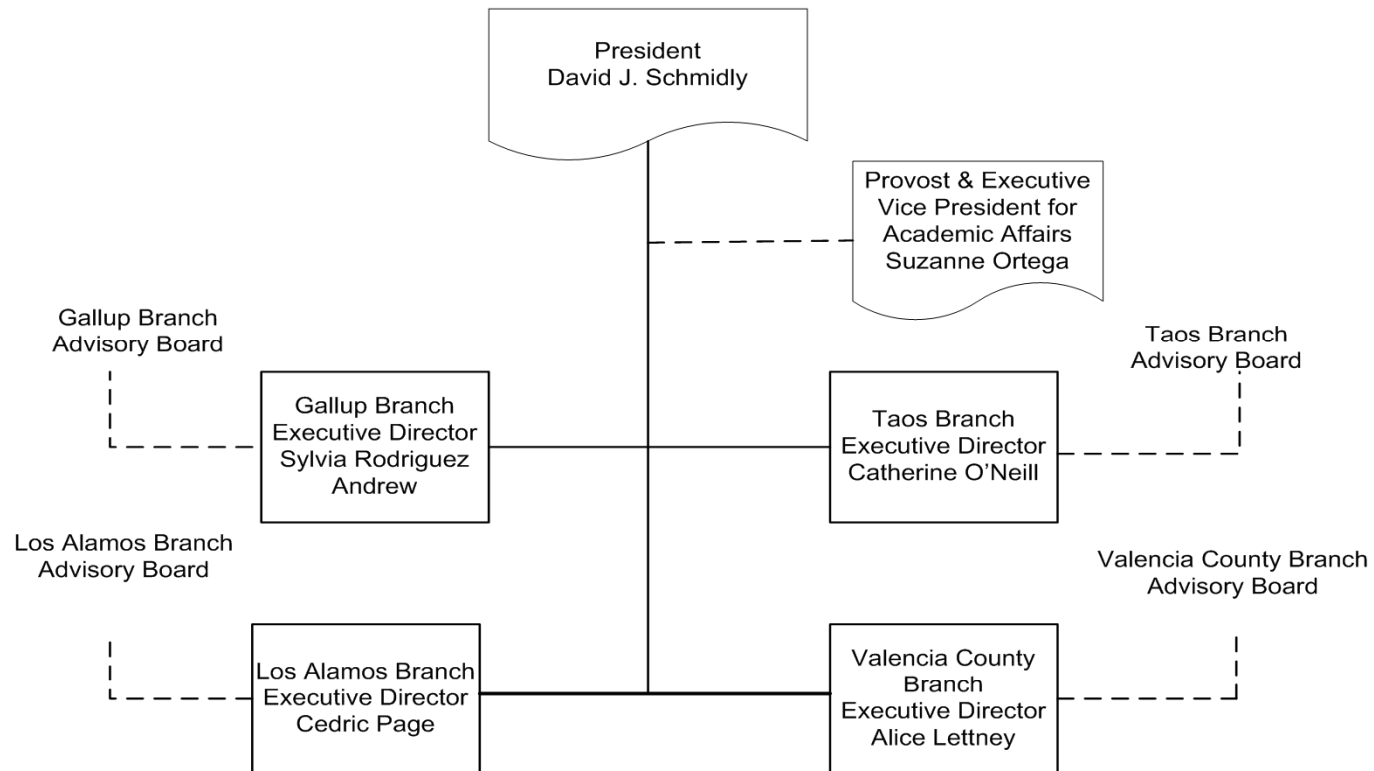 President
David J. Schmidly
Provost & Executive
Vice President for
Academic Affairs
Suzanne Ortega
Gallup Branch
Advisory Board
Taos Branch
Advisory Board
Gallup Branch
Executive Director
Sylvia Rodriguez
Andrew
Taos Branch
Executive Director
Catherine O’Neill
Los Alamos Branch
Advisory Board
Valencia County Branch
Advisory Board
Los Alamos Branch
Executive Director
Cedric Page
Valencia County
Branch
Executive Director
Alice Lettney